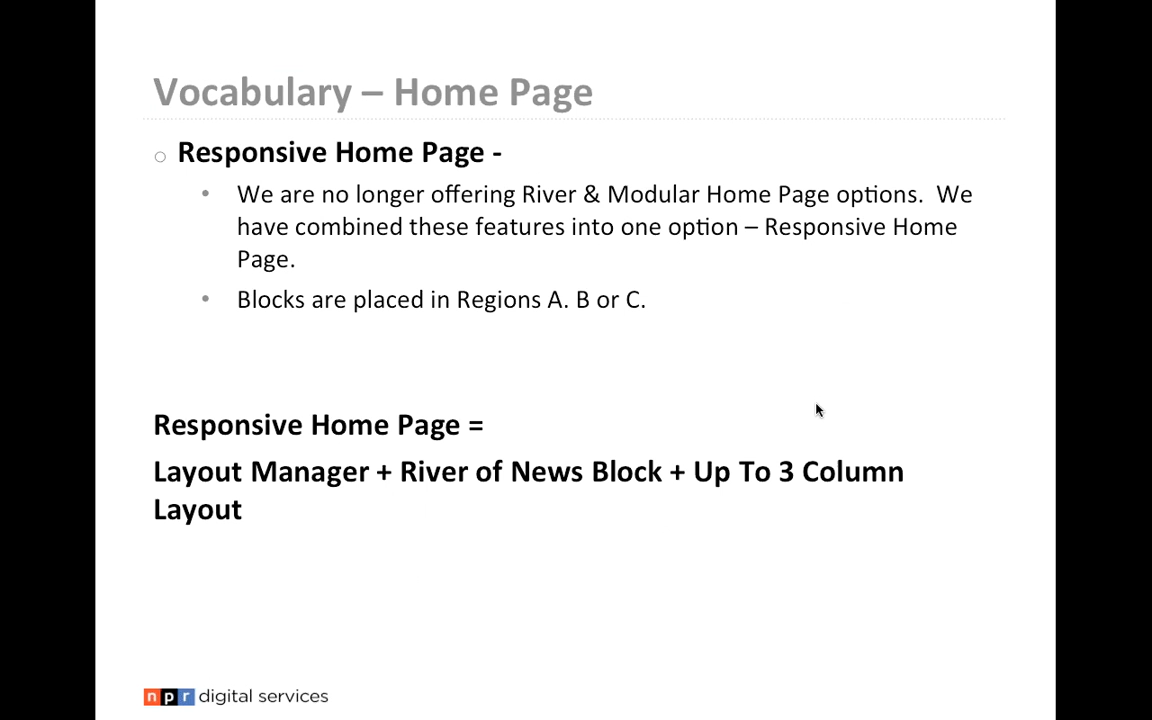 Vocabulary – Home Page
Responsive Home Page -
We are no longer offering River & Modular Home Page options.  We
have combined these features into one option – Responsive Home
Page.
Blocks are placed in Regions A. B or C.
Responsive Home Page =
Layout Manager + River of News Block + Up To 3 Column
Layout
npr digital services